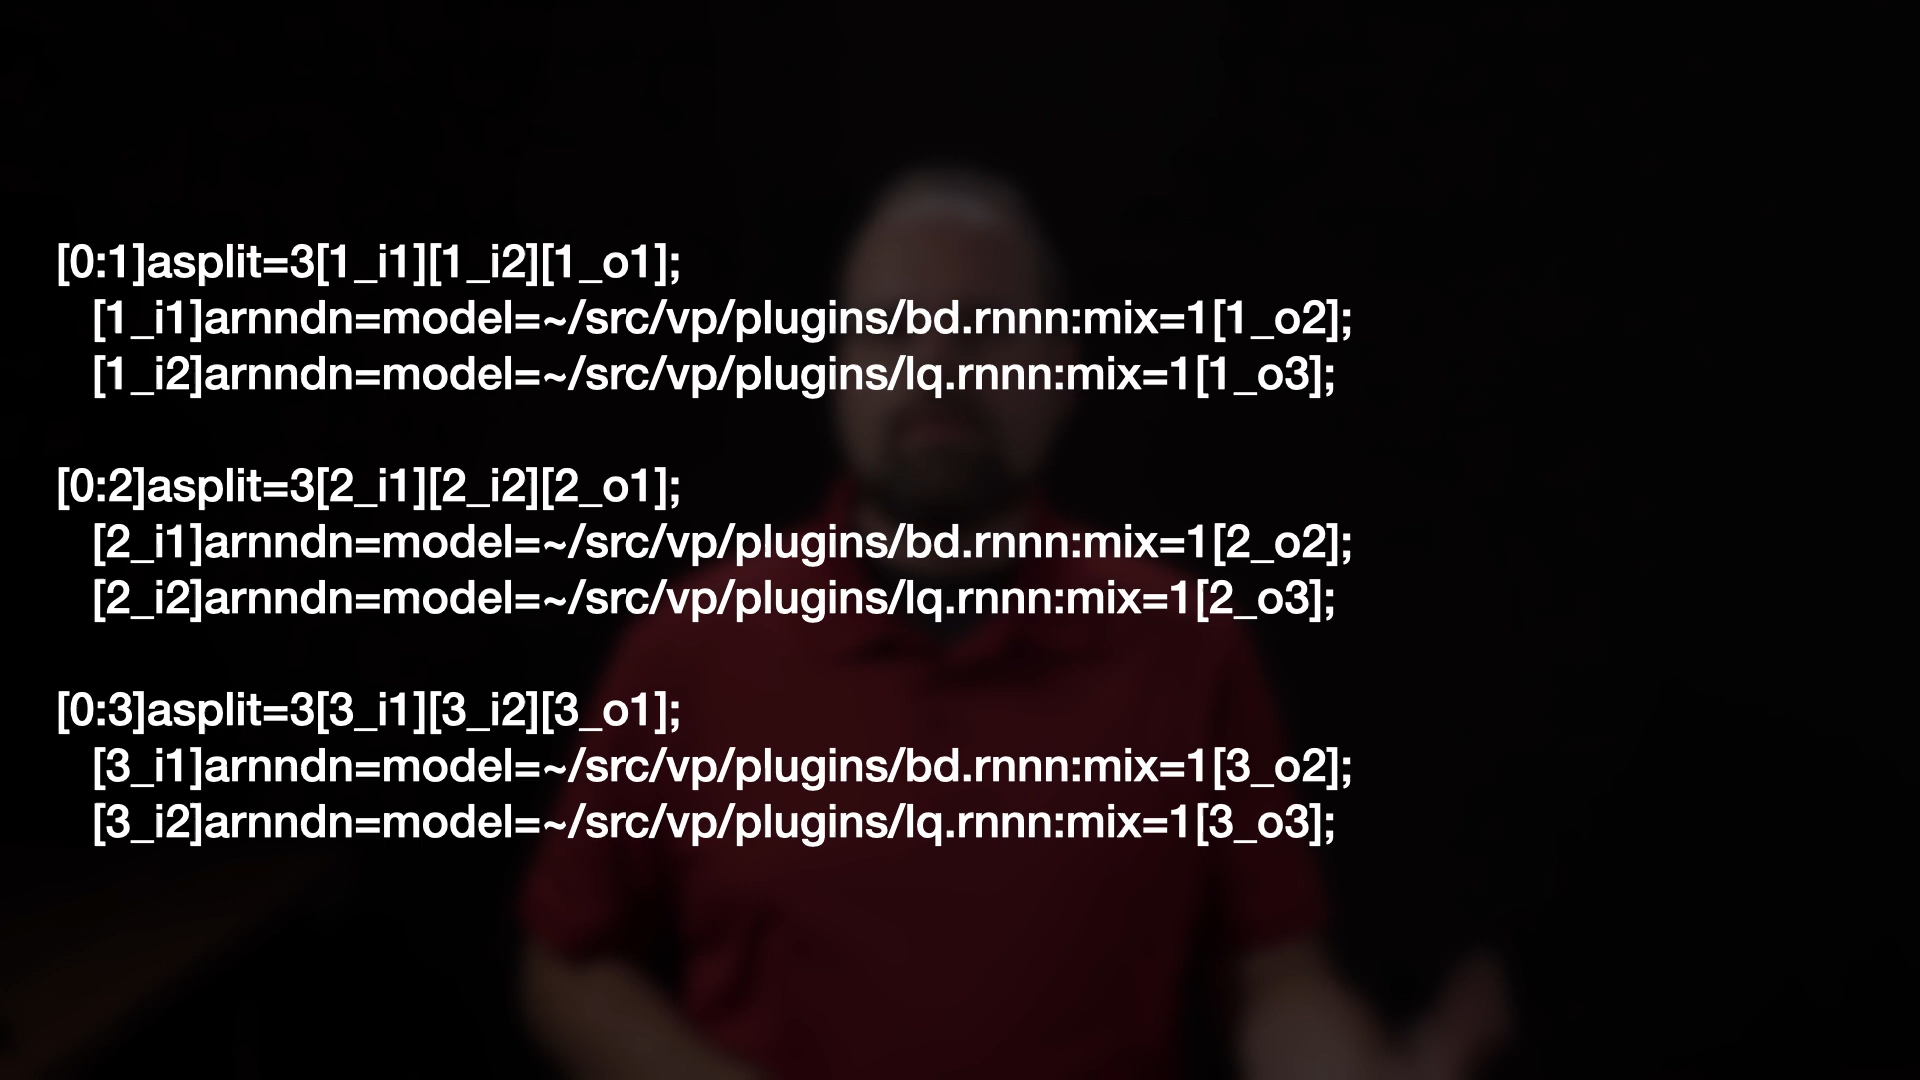 [0:1]asplit=3[1_i1][1_i2][1_o1];
[1_i1]arnndn=model=~/src/vp/plugins/bd.rnnn:mix=1[1_o2];
[1_i2]arnndn=model=~/src/vp/plugins/lq.rnnn:mix=1[1_o3];
[0:2]asplit=3[2_i1][2_i2][2_o1];
[2_i1]arnndn=model=~/src/vp/plugins/bd.rnnn:mix=1[2_o2];
[2_i2]arnndn=model=~/src/vp/plugins/lq.rnnn:mix=1[2_o3];
[0:3]asplit=3[3_i1][3_i2][3_o1];
[3_i1]arnndn=model=~/src/vp/plugins/bd.rnnn:mix=1[3_o2];
[3_i2]arnndn=model=~/src/vp/plugins/lq.rnnn:mix=1[3_o3];